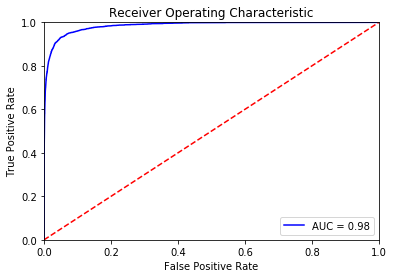 Receiver Operating Characteristic
1.0
0.8
0.6
0.4
0.2
0.0
True Positive Rate
AUC = 0.98
0.0 0.2 0.4 0.6 0.8 1.0
False Positive Rate